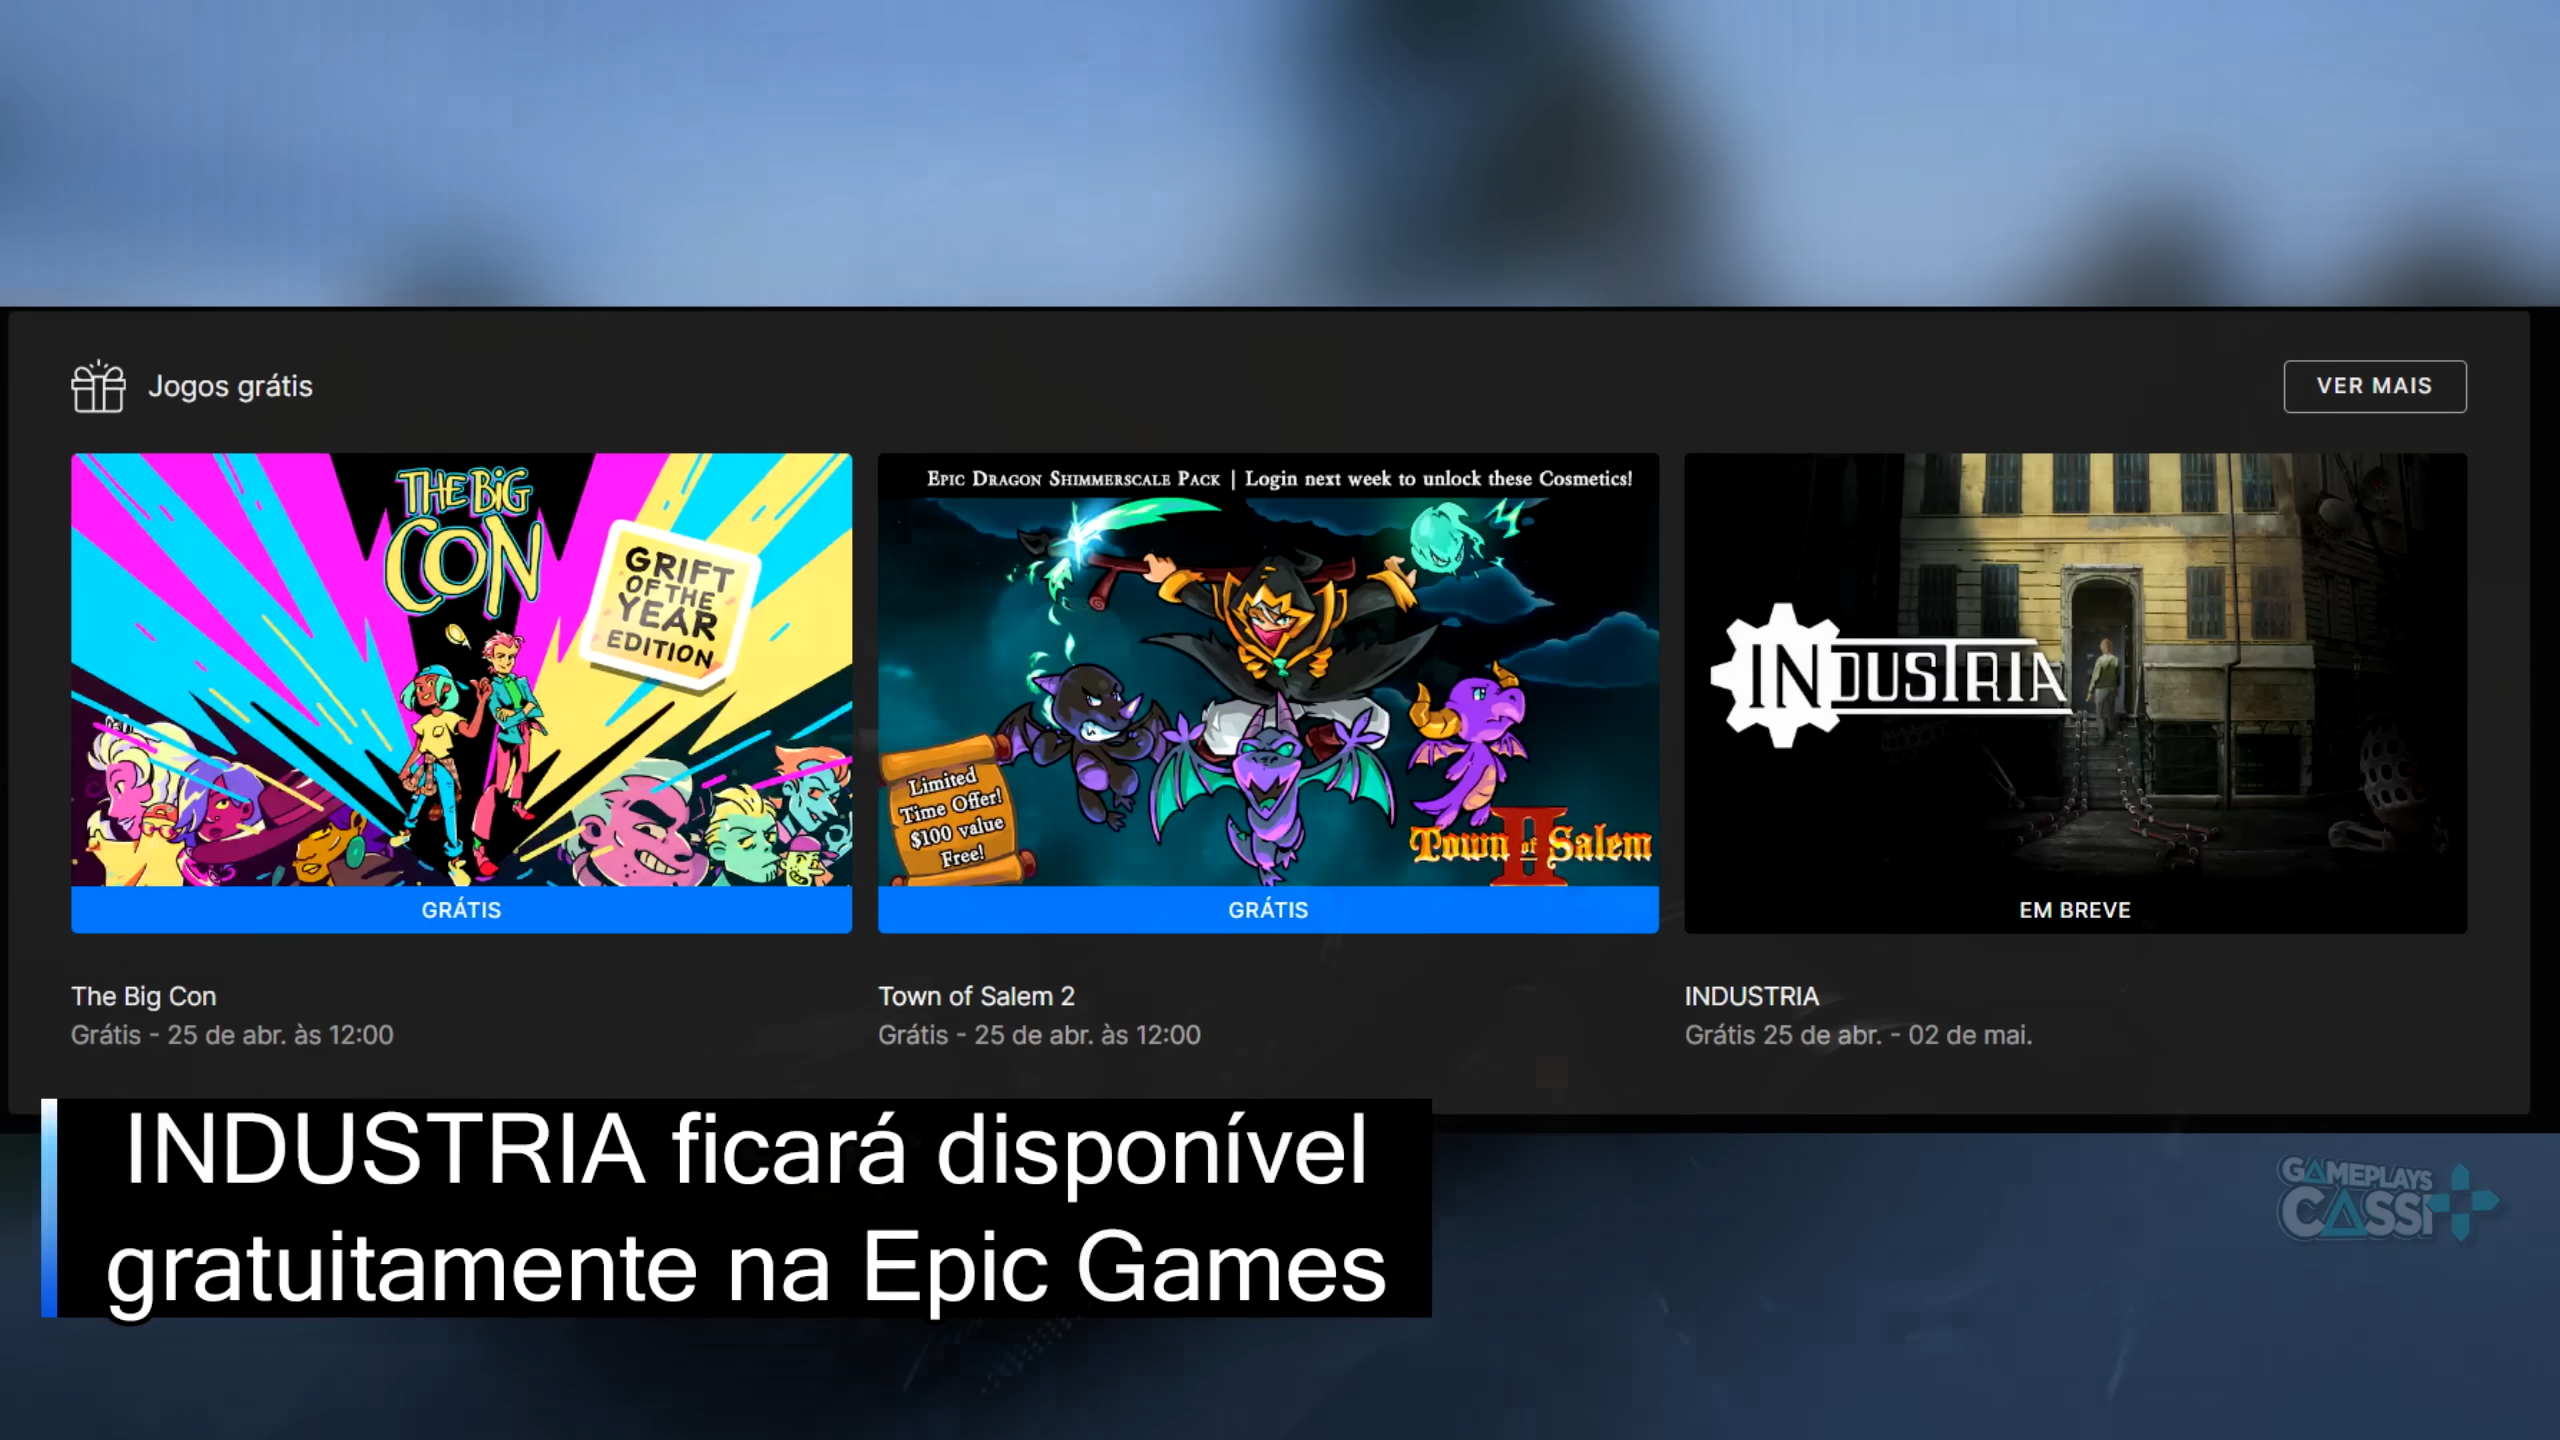 Jogos grátis
VER MAIS
THE BIG
CON
GRIFT
OF THE
YEAR
EDITION
GRÁTIS
The Big Con
Grátis - 25 de abr. às 12:00
EPIC DRAGON SHIMMERSCALE PACK | Login next week to unlock these Cosmetics!
Limited
Time Offer!
$100 value
Free!
Town of Salem
II
GRÁTIS
Town of Salem 2
Grátis - 25 de abr. às 12:00
INDUSTRIA
EM BREVE
INDUSTRIA
Grátis 25 de abr. - 02 de mai.
INDUSTRIA ficará disponível
gratuitamente na Epic Games
GAMEPLAYS
CASSI